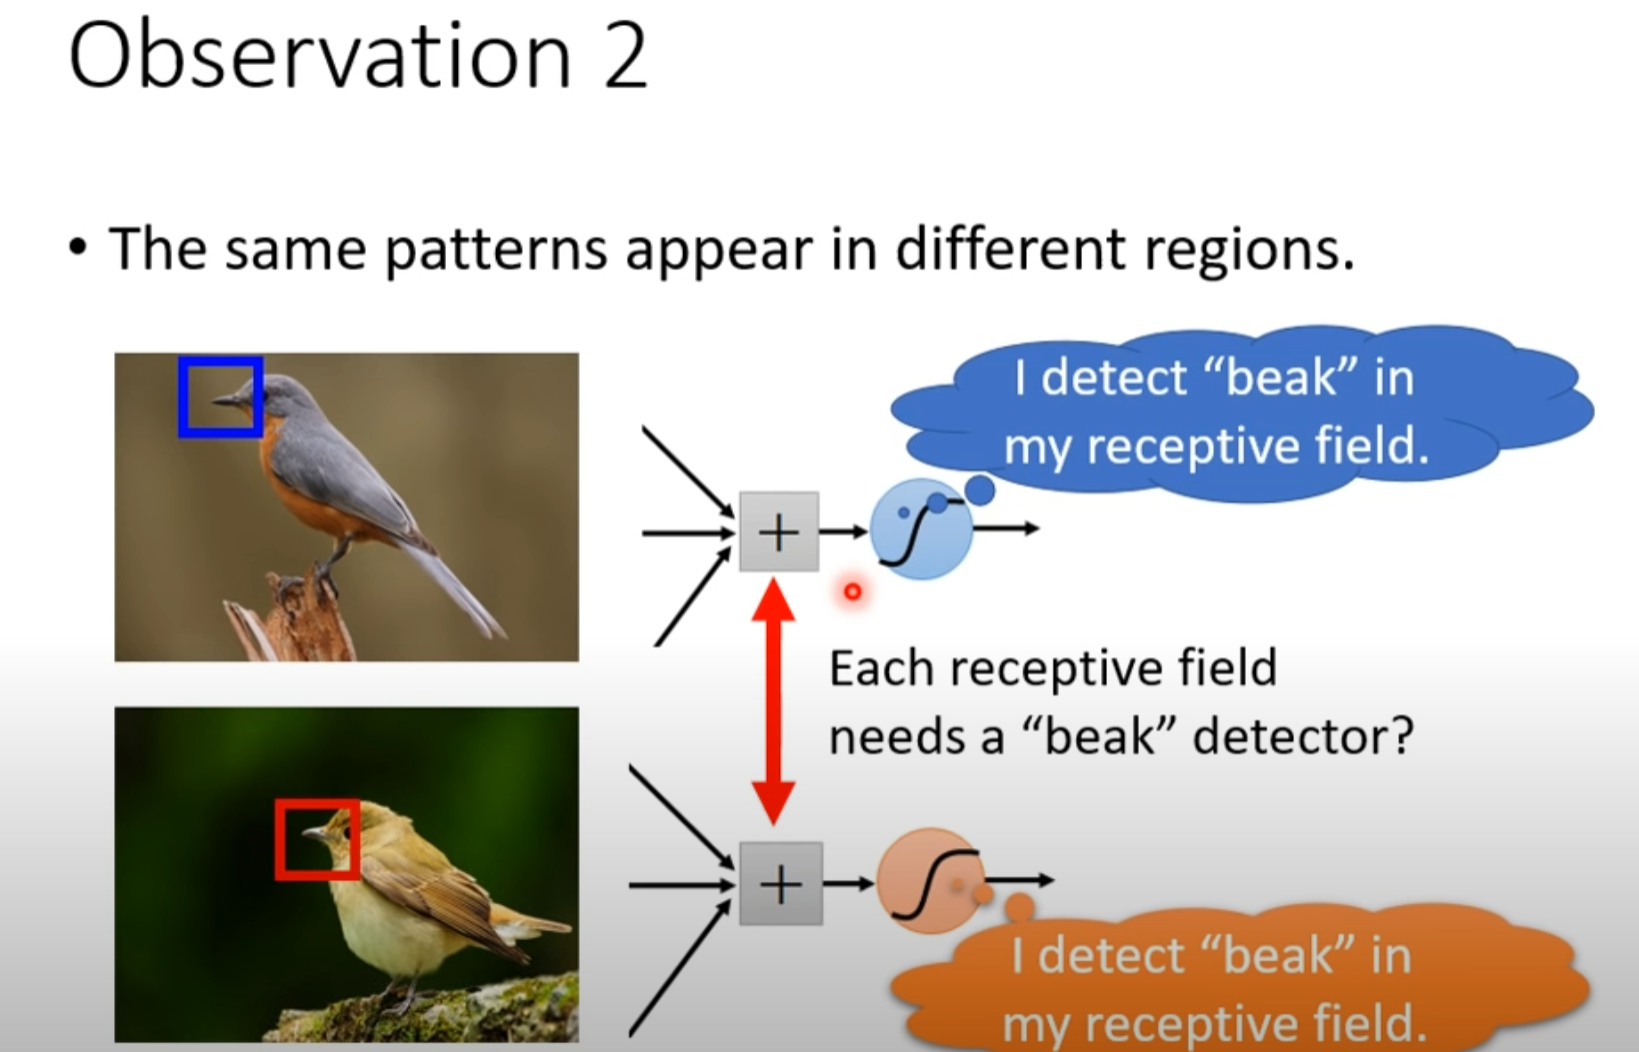 Observation 2
• The same patterns appear in different regions.
I detect “beak” in
my receptive field.
+
Each receptive field
needs a “beak” detector?
+
I detect “beak” in
my receptive field.